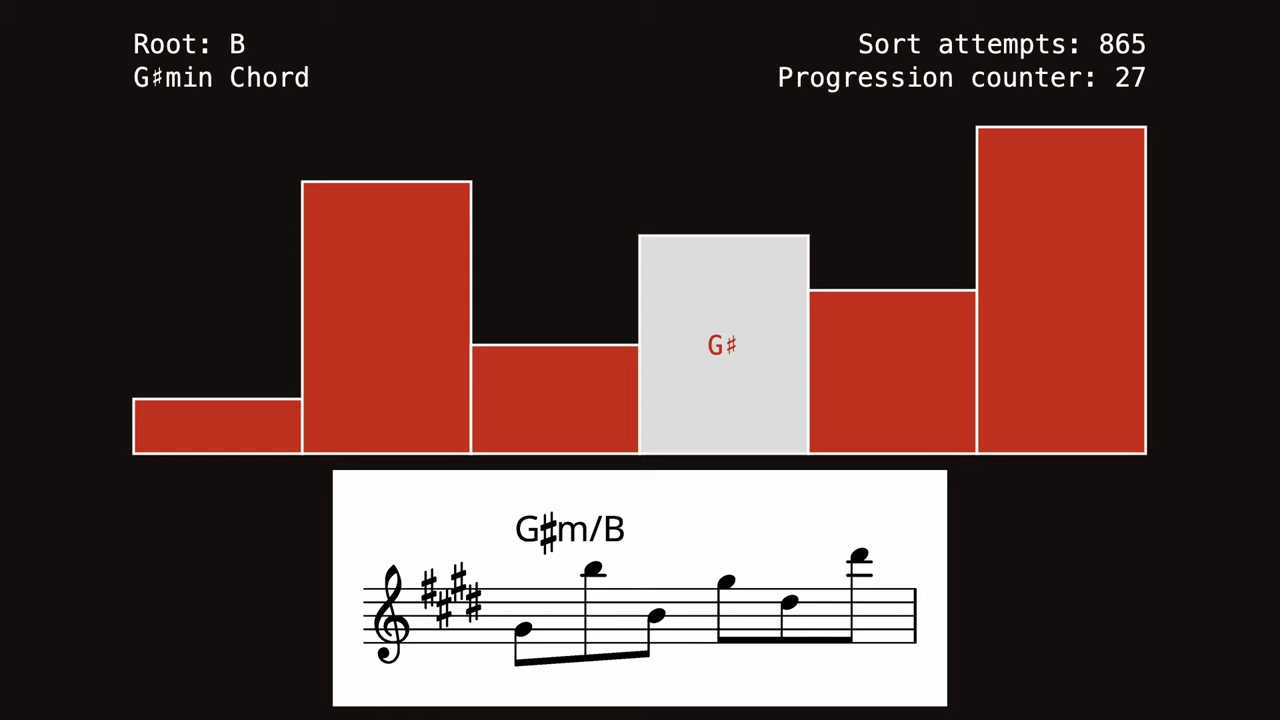 Root: B
G♯min Chord
Sort attempts: 865
Progression counter: 27
G♯
G♯m/B